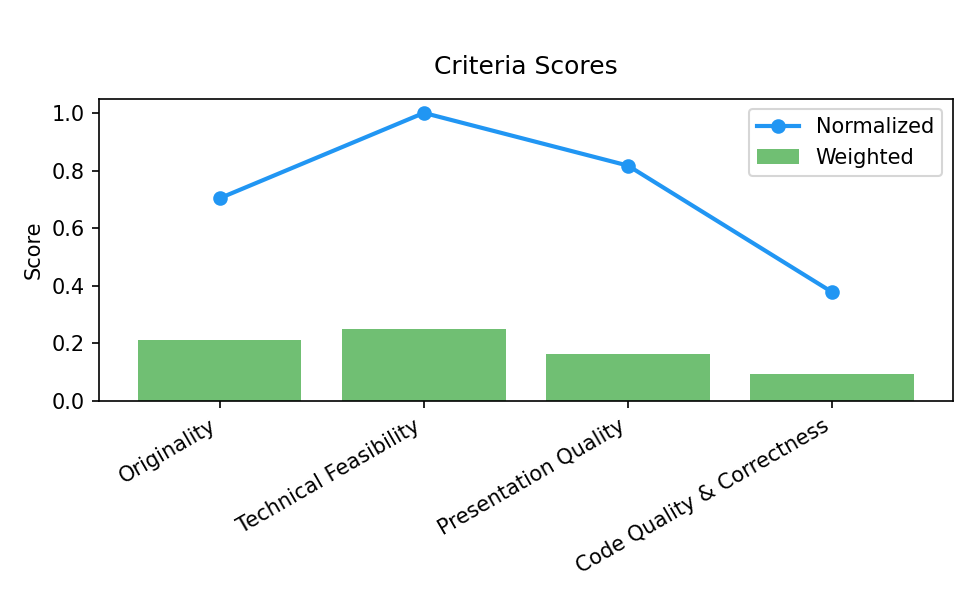 Criteria Scores
Score
1.0
0.8
0.6
0.4
0.2
0.0
Normalized
Weighted
Originality
Technical Feasibility
Presentation Quality
Code Quality & Correctness